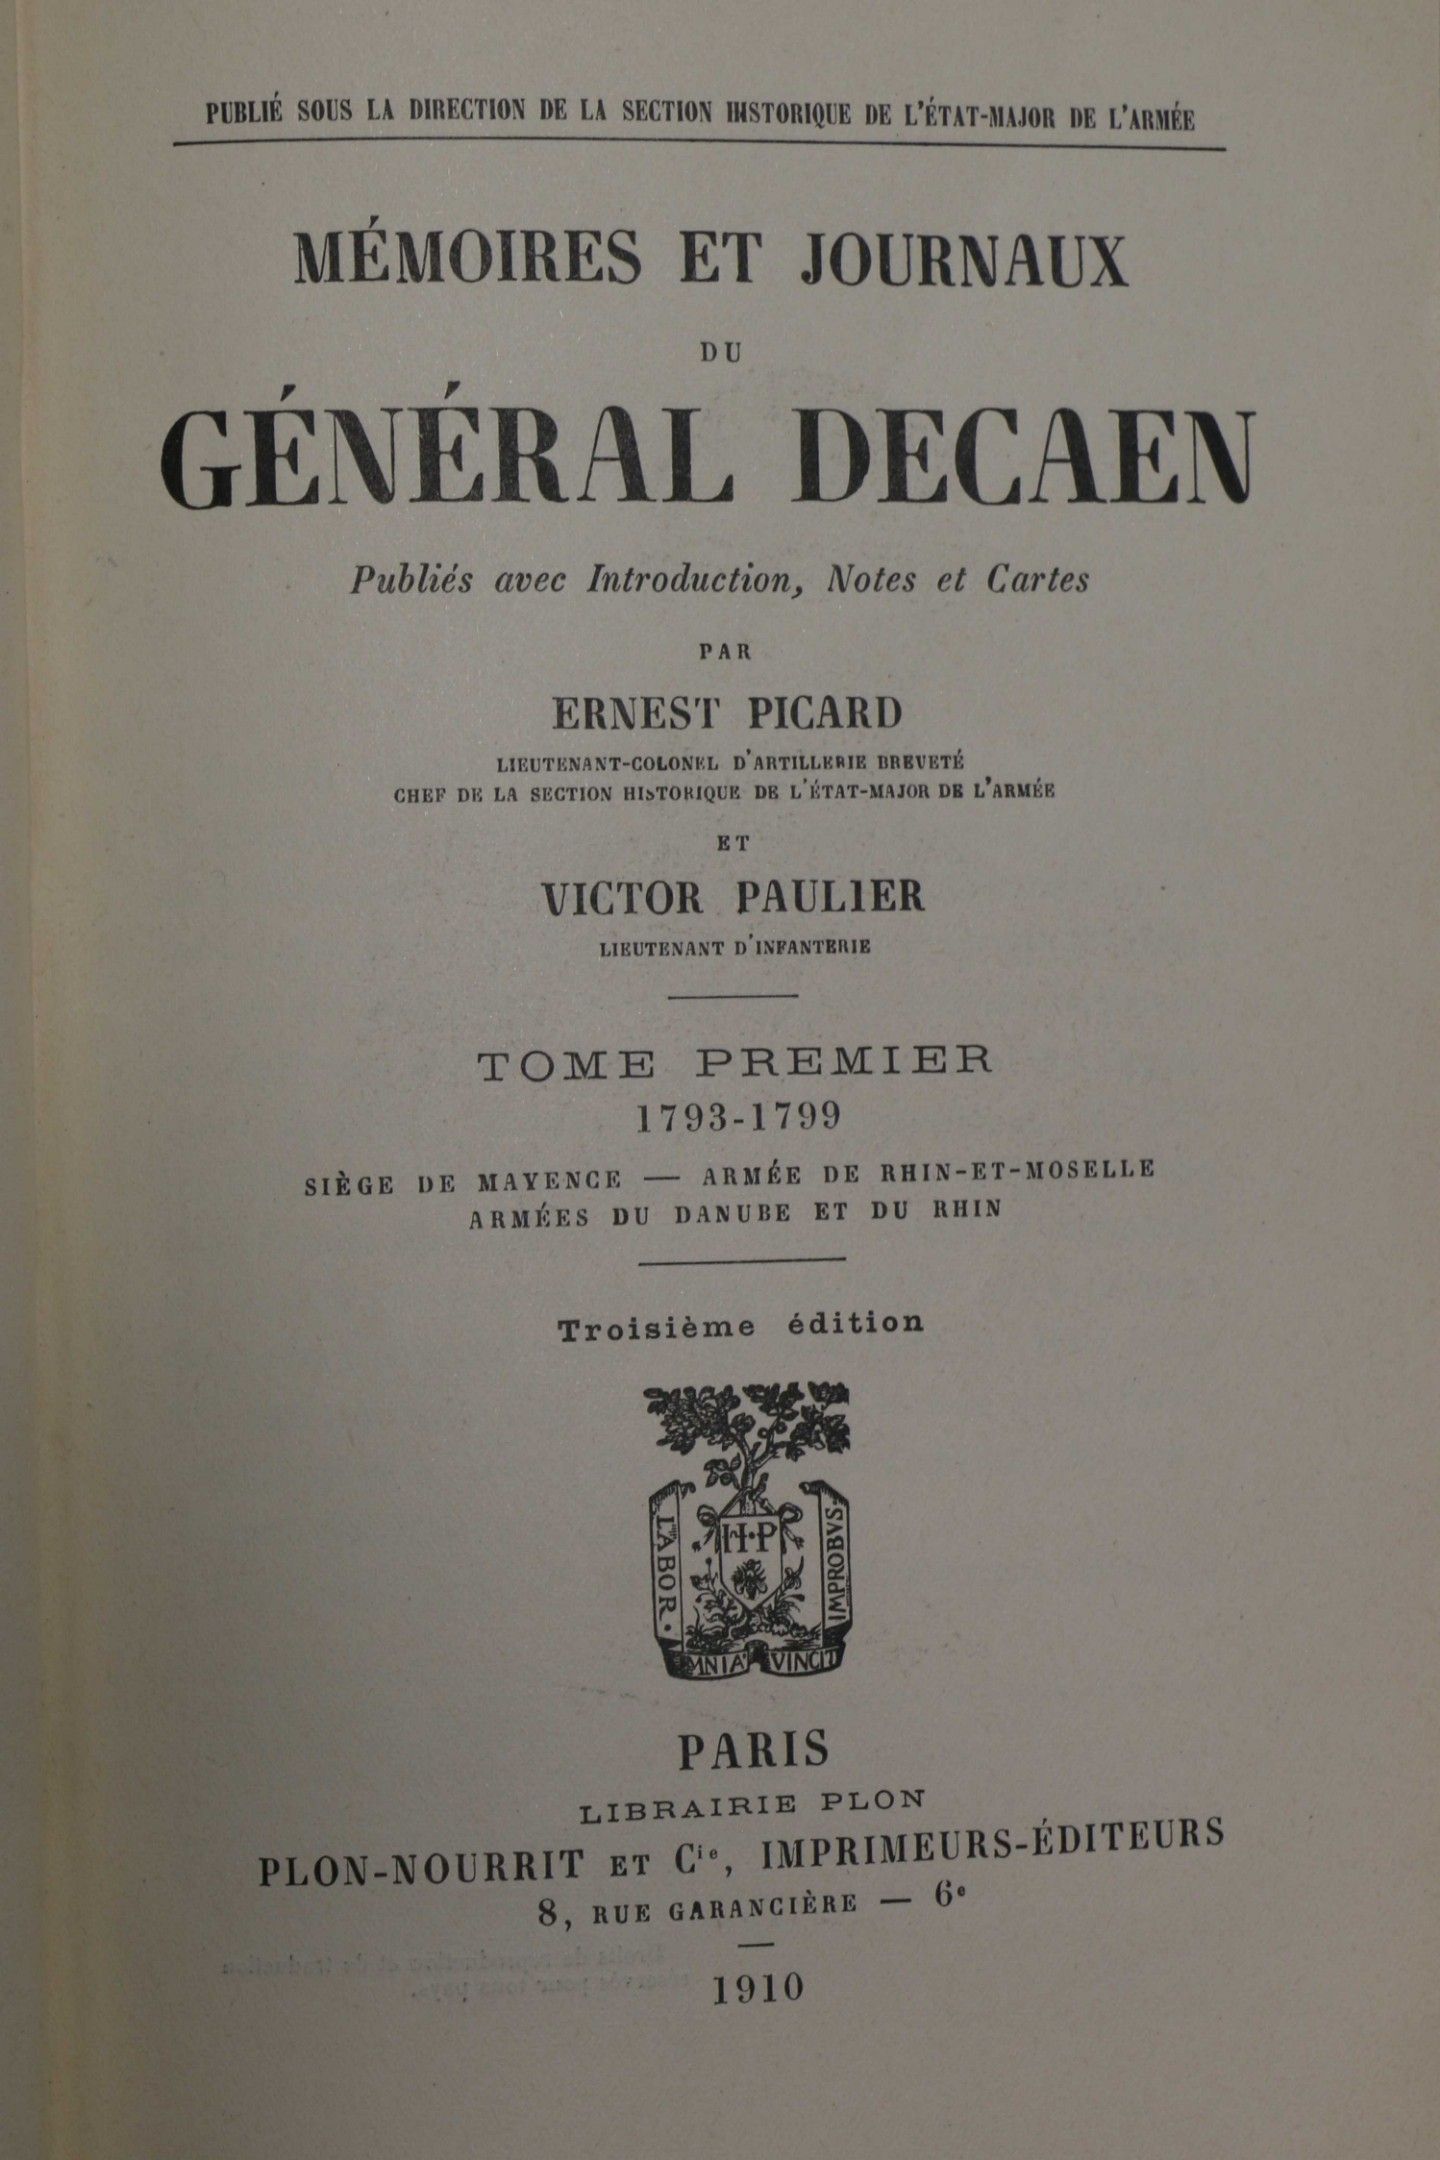 PUBLIÉ SOUS LA DIRECTION DE LA SECTION HISTORIQUE DE L'ÉTAT-MAJOR DE L'ARMÉE
MÉMOIRES ET JOURNAUX
DU
GÉNÉRAL DECAEN
Publiés avec Introduction, Notes et Cartes
PAR
ERNEST PICARD
LIEUTENANT-COLONEL D'ARTILLERIE BREVETÉ
CHEF DE LA SECTION HISTORIQUE DE L'ÉTAT-MAJOR DE L'ARMÉE
ET
VICTOR PAULIER
LIEUTENANT D'INFANTERIE
TOME PREMIER
1793-1799
SIÈGE DE MAYENCE — ARMÉE DE RHIN-ET-MOSELLE
ARMÉES DU DANUBE ET DU RHIN
Troisième édition
H·P
LABOR·
IMPROBVS·
OMNIA VINCIT
PARIS
LIBRAIRIE PLON
PLON-NOURRIT ET Cie, IMPRIMEURS-ÉDITEURS
8, RUE GARANCIÈRE — 6e
1910